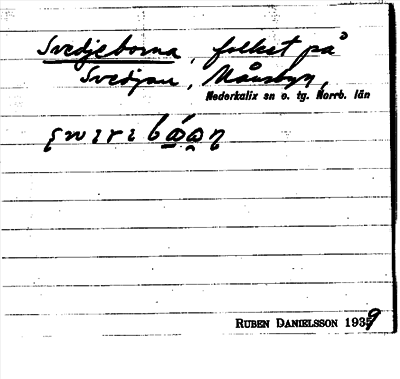 Svedjeborna, folket på
Svedjan, Månsbyn,
Nederkalix sn o. tg. Norrb. län
RUBEN DANIELSSON 1939